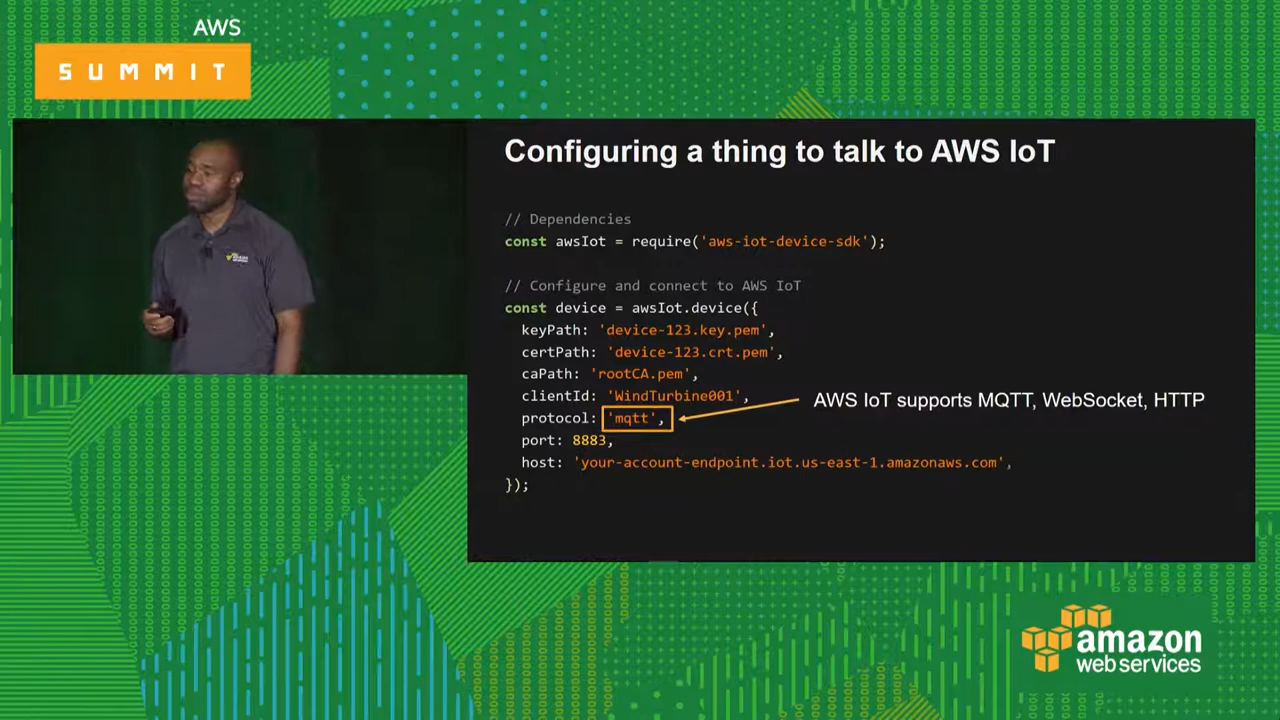 AWS
SUMMIT
Configuring a thing to talk to AWS IoT
// Dependencies
const awsIot = require('aws-iot-device-sdk');
// Configure and connect to AWS IoT
const device = awsIot.device({
keyPath: 'device-123.key.pem',
certPath: 'device-123.crt.pem',
caPath: 'rootCA.pem',
clientId: 'WindTurbine001',
protocol: 'mqtt',
AWS IoT supports MQTT, WebSocket, HTTP
port: 8883,
host: 'your-account-endpoint.iot.us-east-1.amazonaws.com',
});
amazon
web services